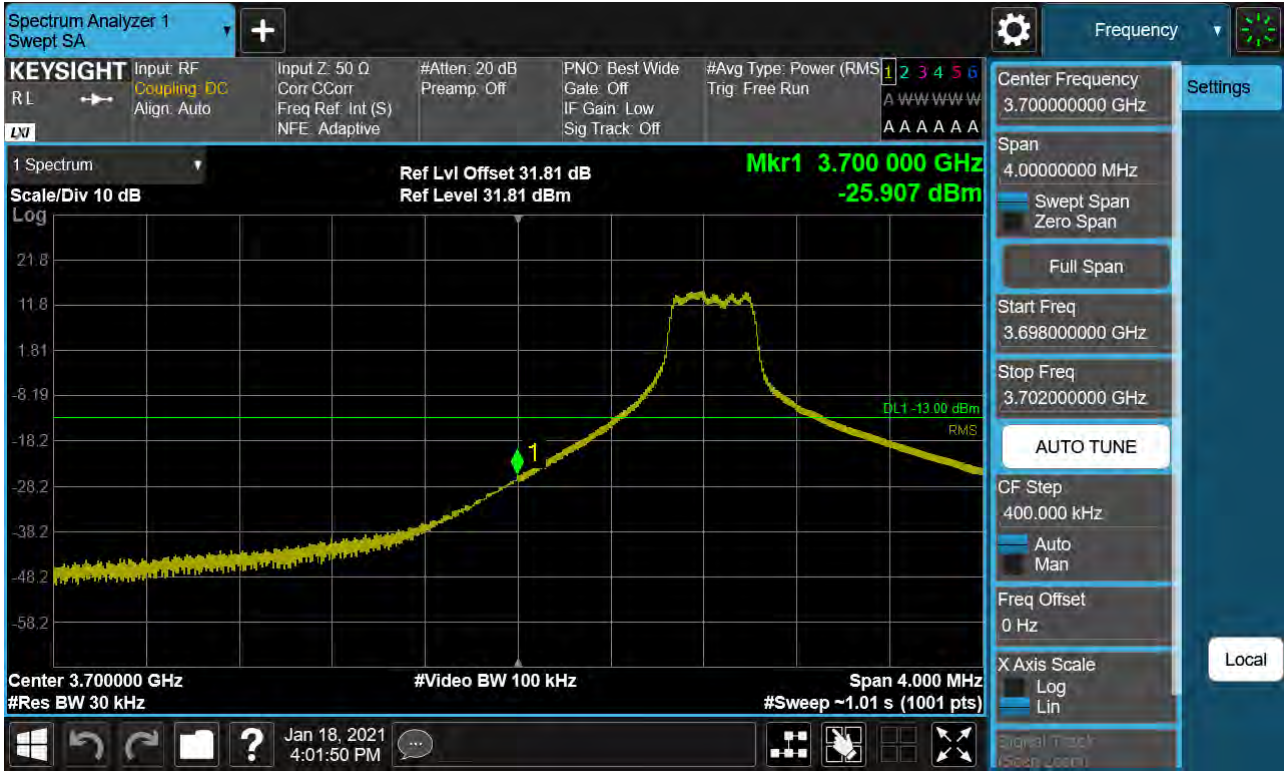 Spectrum Analyzer 1
Swept SA
+
Frequency
KEYSIGHT
RL
LXI
Input: RF
Coupling: DC
Align: Auto
Input Z: 50 Ω
Corr CCorr
Freq Ref: Int (S)
NFE: Adaptive
#Atten: 20 dB
Preamp: Off
PNO: Best Wide
Gate: Off
IF Gain: Low
Sig Track: Off
#Avg Type: Power (RMS
Trig: Free Run
1 2 3 4 5 6
A W W W W W
A A A A A A
1 Spectrum
Scale/Div 10 dB
Log
Ref Lvl Offset 31.81 dB
Ref Level 31.81 dBm
Mkr1 3.700 000 GHz
-25.907 dBm
21.8
11.8
1.81
-8.19
-18.2
-28.2
-38.2
-48.2
-58.2
1
DL1 -13.00 dBm
RMS
Center 3.700000 GHz
#Res BW 30 kHz
#Video BW 100 kHz
Span 4.000 MHz
#Sweep ~1.01 s (1001 pts)
Center Frequency
3.700000000 GHz
Span
4.00000000 MHz
Swept Span
Zero Span
Full Span
Start Freq
3.698000000 GHz
Stop Freq
3.702000000 GHz
AUTO TUNE
CF Step
400.000 kHz
Auto
Man
Freq Offset
0 Hz
X Axis Scale
Log
Lin
Signal Track
(Span Zoom)
Settings
Local
?
Jan 18, 2021
4:01:50 PM